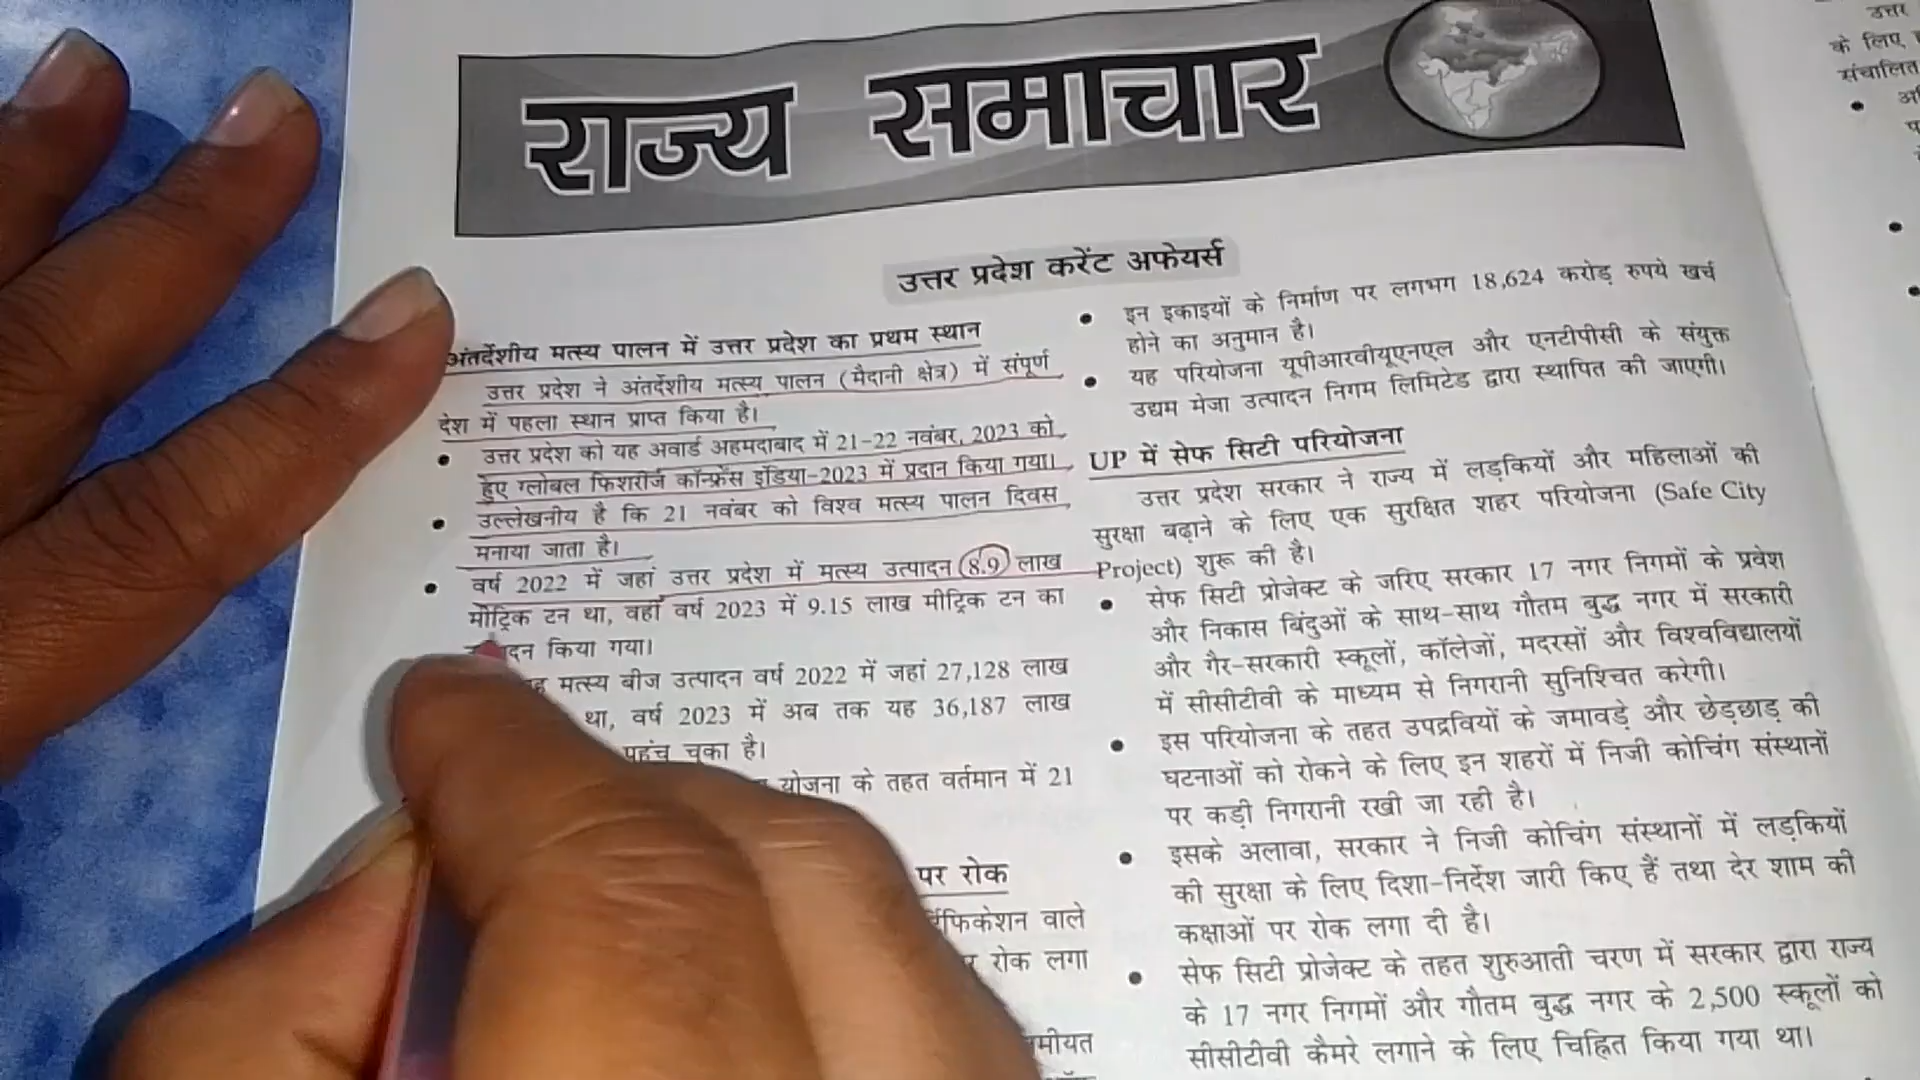 राज्य समाचार
उत्तर प्रदेश करेंट अफेयर्स
अंतर्देशीय मत्स्य पालन में उत्तर प्रदेश का प्रथम स्थान
उत्तर प्रदेश ने अंतर्देशीय मत्स्य पालन (मैदानी क्षेत्र) में संपूर्ण
देश में पहला स्थान प्राप्त किया है।
• उत्तर प्रदेश को यह अवार्ड अहमदाबाद में 21-22 नवंबर, 2023 को
हुए ग्लोबल फिशरीज कॉन्फ्रेंस इंडिया-2023 में प्रदान किया गया।
• उल्लेखनीय है कि 21 नवंबर को विश्व मत्स्य पालन दिवस
मनाया जाता है।
• वर्ष 2022 में जहां उत्तर प्रदेश में मत्स्य उत्पादन 8.9 लाख
मीट्रिक टन था, वहीं वर्ष 2023 में 9.15 लाख मीट्रिक टन का
किया गया।
मत्स्य बीज उत्पादन वर्ष 2022 में जहां 27,128 लाख
था, वर्ष 2023 में अब तक यह 36,187 लाख
पहुंच चुका है।
योजना के तहत वर्तमान में 21
पर रोक
वाले
रोक लगा
• इन इकाइयों के निर्माण पर लगभग 18,624 करोड़ रुपये खर्च
होने का अनुमान है।
• यह परियोजना यूपीआरवीयूएनएल और एनटीपीसी के संयुक्त
उद्यम मेजा उत्पादन निगम लिमिटेड द्वारा स्थापित की जाएगी।
UP में सेफ सिटी परियोजना
उत्तर प्रदेश सरकार ने राज्य में लड़कियों और महिलाओं की
सुरक्षा बढ़ाने के लिए एक सुरक्षित शहर परियोजना (Safe City
Project) शुरू की है।
• सेफ सिटी प्रोजेक्ट के जरिए सरकार 17 नगर निगमों के प्रवेश
और निकास बिंदुओं के साथ-साथ गौतम बुद्ध नगर में सरकारी
और गैर-सरकारी स्कूलों, कॉलेजों, मदरसों और विश्वविद्यालयों
में सीसीटीवी के माध्यम से निगरानी सुनिश्चित करेगी।
• इस परियोजना के तहत उपद्रवियों के जमावड़े और छेड़छाड़ की
घटनाओं को रोकने के लिए इन शहरों में निजी कोचिंग संस्थानों
पर कड़ी निगरानी रखी जा रही है।
• इसके अलावा, सरकार ने निजी कोचिंग संस्थानों में लड़कियों
की सुरक्षा के लिए दिशा-निर्देश जारी किए हैं तथा देर शाम की
कक्षाओं पर रोक लगा दी है।
• सेफ सिटी प्रोजेक्ट के तहत शुरुआती चरण में सरकार द्वारा राज्य
के 17 नगर निगमों और गौतम बुद्ध नगर के 2,500 स्कूलों को
सीसीटीवी कैमरे लगाने के लिए चिह्नित किया गया था।
उत्तर
के लिए
संचालित